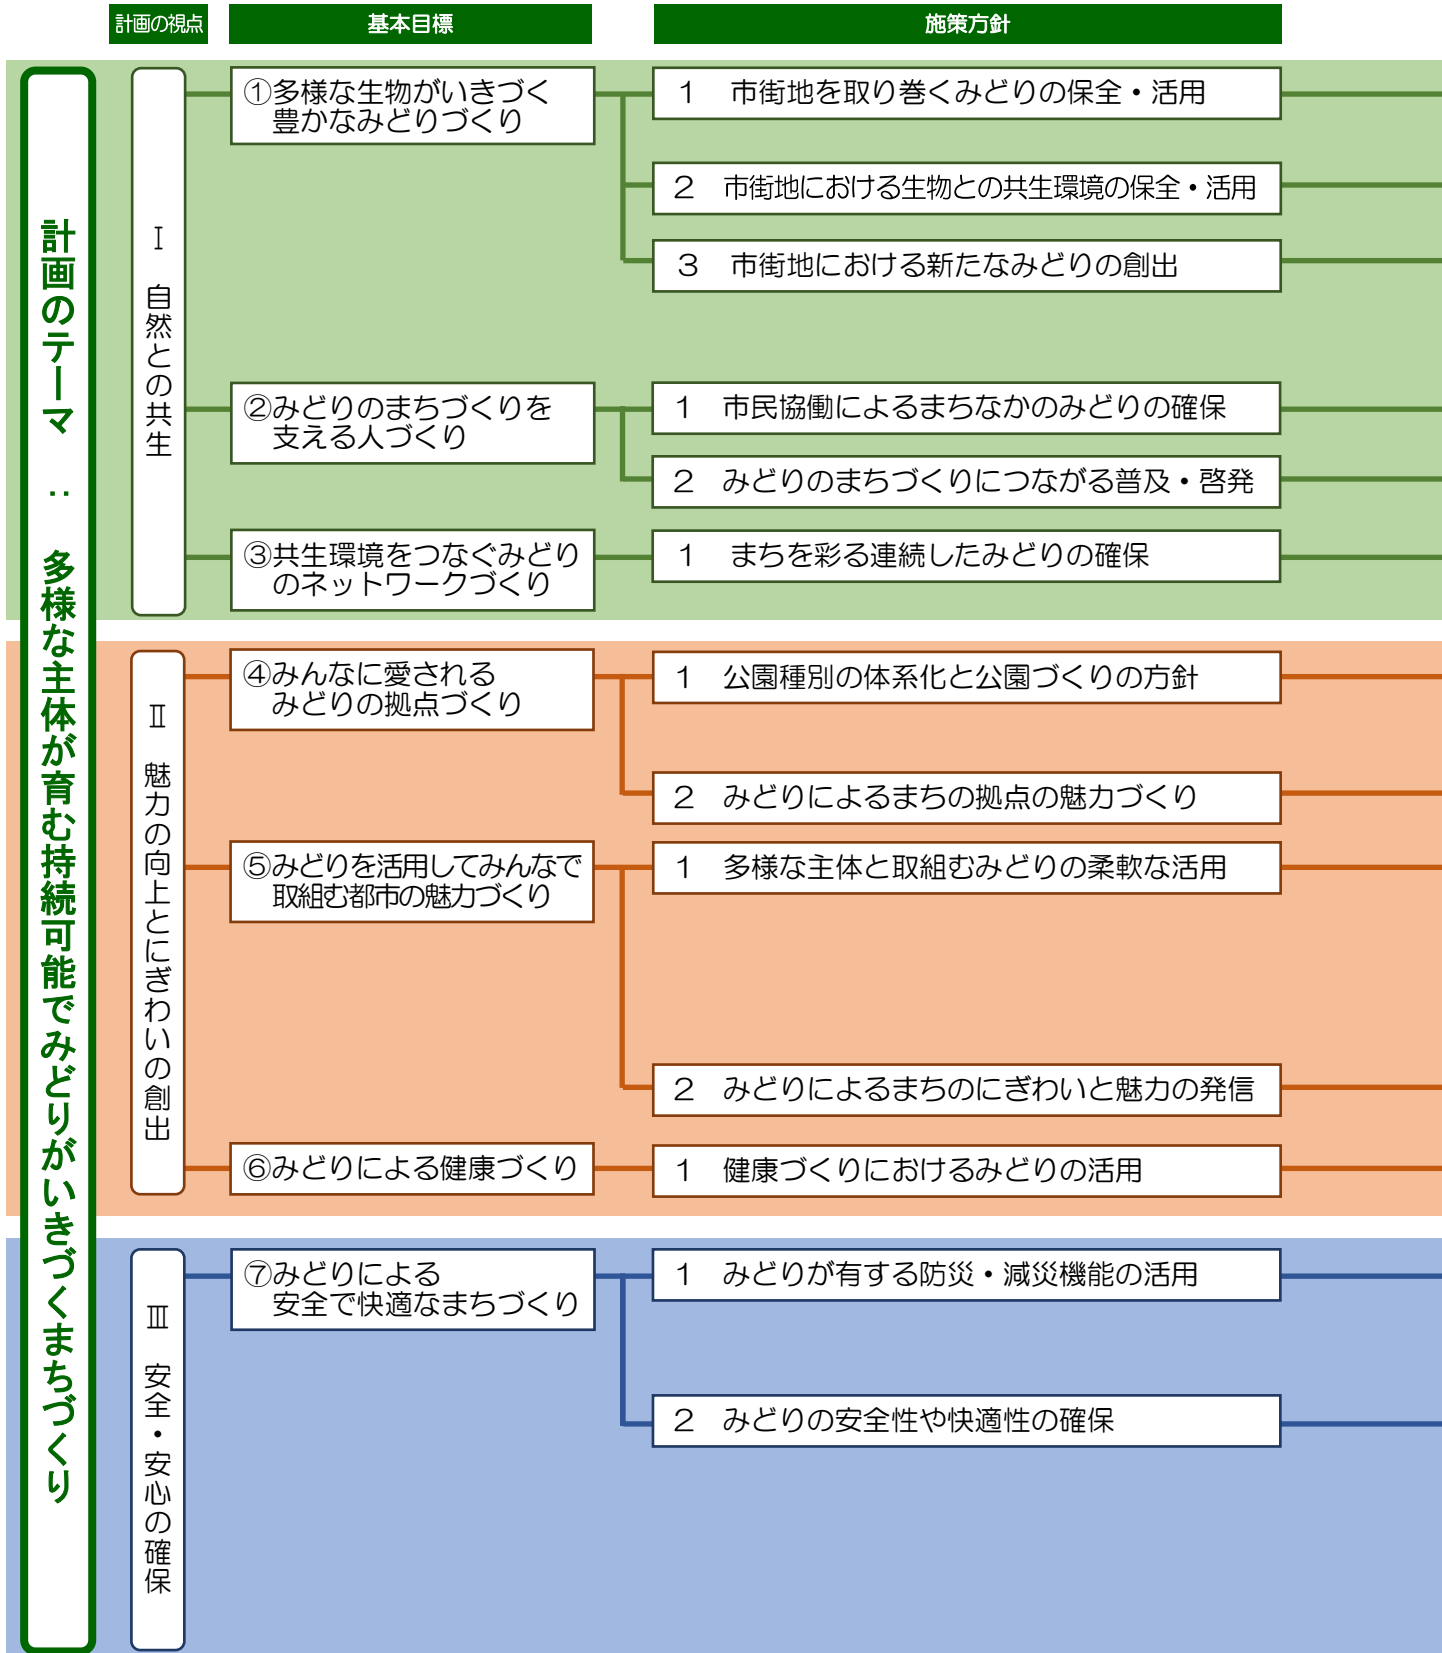 計画の視点
基本目標
施策方針
計画のテーマ : 多様な主体が育む持続可能でみどりがいきづくまちづくり
Ⅰ 自然との共生
①多様な生物がいきづく
豊かなみどりづくり
1 市街地を取り巻くみどりの保全・活用
2 市街地における生物との共生環境の保全・活用
3 市街地における新たなみどりの創出
②みどりのまちづくりを
支える人づくり
1 市民協働によるまちなかのみどりの確保
2 みどりのまちづくりにつながる普及・啓発
③共生環境をつなぐみどり
のネットワークづくり
1 まちを彩る連続したみどりの確保
Ⅱ 魅力の向上とにぎわいの創出
④みんなに愛される
みどりの拠点づくり
1 公園種別の体系化と公園づくりの方針
2 みどりによるまちの拠点の魅力づくり
⑤みどりを活用してみんなで
取組む都市の魅力づくり
1 多様な主体と取組むみどりの柔軟な活用
2 みどりによるまちのにぎわいと魅力の発信
⑥みどりによる健康づくり
1 健康づくりにおけるみどりの活用
Ⅲ 安全・安心の確保
⑦みどりによる
安全で快適なまちづくり
1 みどりが有する防災・減災機能の活用
2 みどりの安全性や快適性の確保